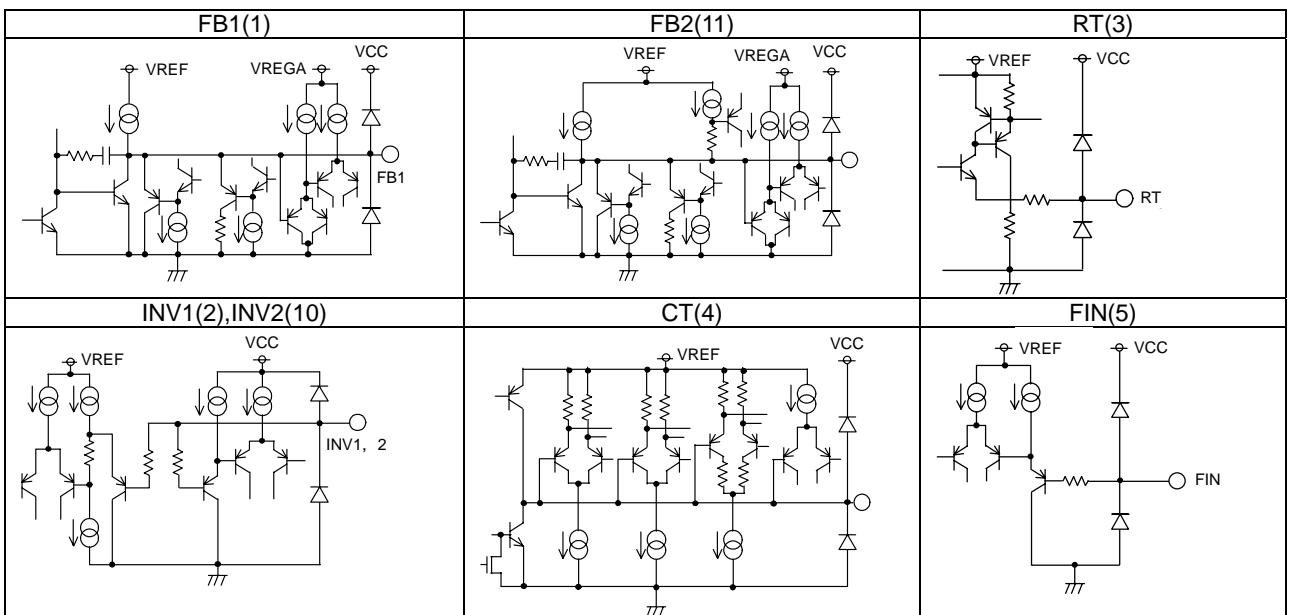 FB1(1)
FB2(11)
RT(3)
VREF
VREGA
VCC
FB1
VREF
VREGA
VCC
VREF
VCC
RT
INV1(2),INV2(10)
CT(4)
FIN(5)
VREF
VCC
INV1, 2
VREF
VCC
VREF
VCC
FIN